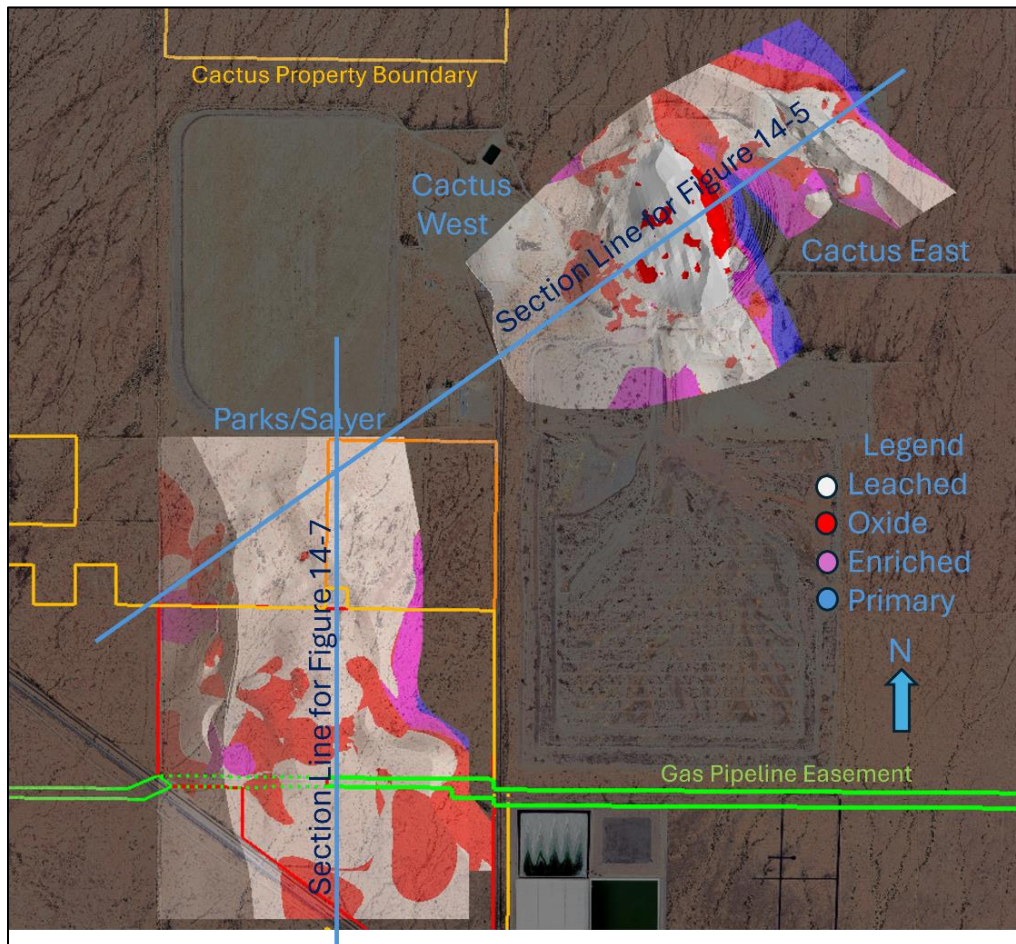 Cactus Property Boundary
Section Line for Figure 14-5
Cactus
West
Cactus East
Parks/Salyer
Section Line for Figure 14-7
Legend
Leached
Oxide
Enriched
Primary
N
Gas Pipeline Easement